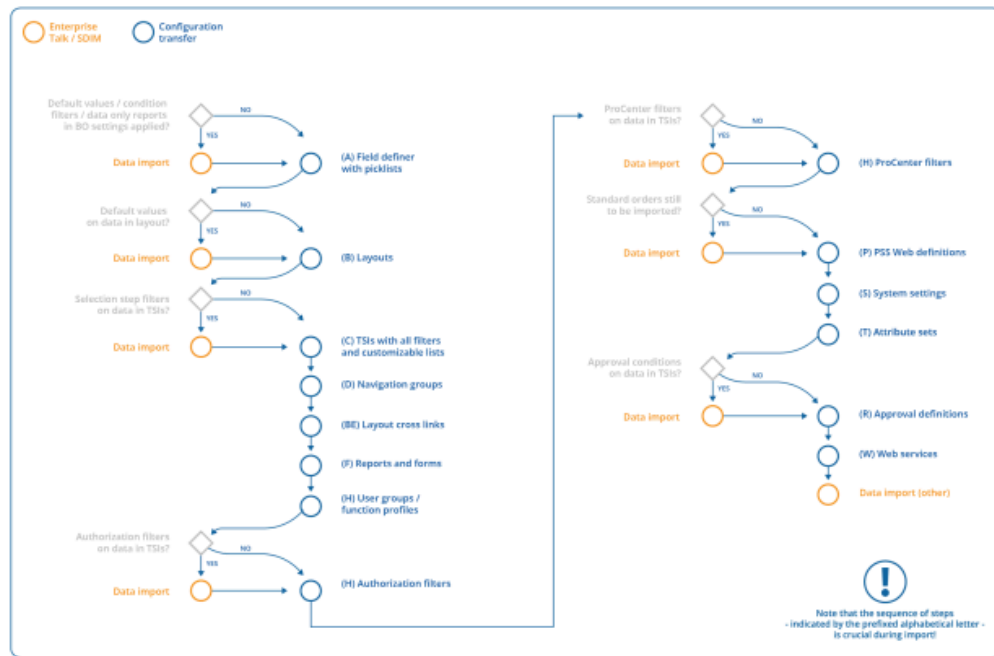 Enterprise
Talk / SDIM
Configuration
transfer
Default values / condition
filters / data only reports
in BO settings applied?
NO
YES
Data import
(A) Field definer
with picklists
Default values
on data in layout?
NO
YES
Data import
(B) Layouts
Selection step filters
on data in TSIs?
NO
YES
Data import
(C) TSIs with all filters
and customizable lists
(D) Navigation groups
(BE) Layout cross links
(F) Reports and forms
(H) User groups /
function profiles
Authorization filters
on data in TSIs?
NO
YES
Data import
(H) Authorization filters
ProCenter filters
on data in TSIs?
NO
YES
Data import
(H) ProCenter filters
Standard orders still
to be imported?
NO
YES
Data import
(P) PSS Web definitions
(S) System settings
(T) Attribute sets
Approval conditions
on data in TSIs?
NO
YES
Data import
(R) Approval definitions
(W) Web services
Data import (other)
!
Note that the sequence of steps
- indicated by the prefixed alphabetical letter -
is crucial during import!